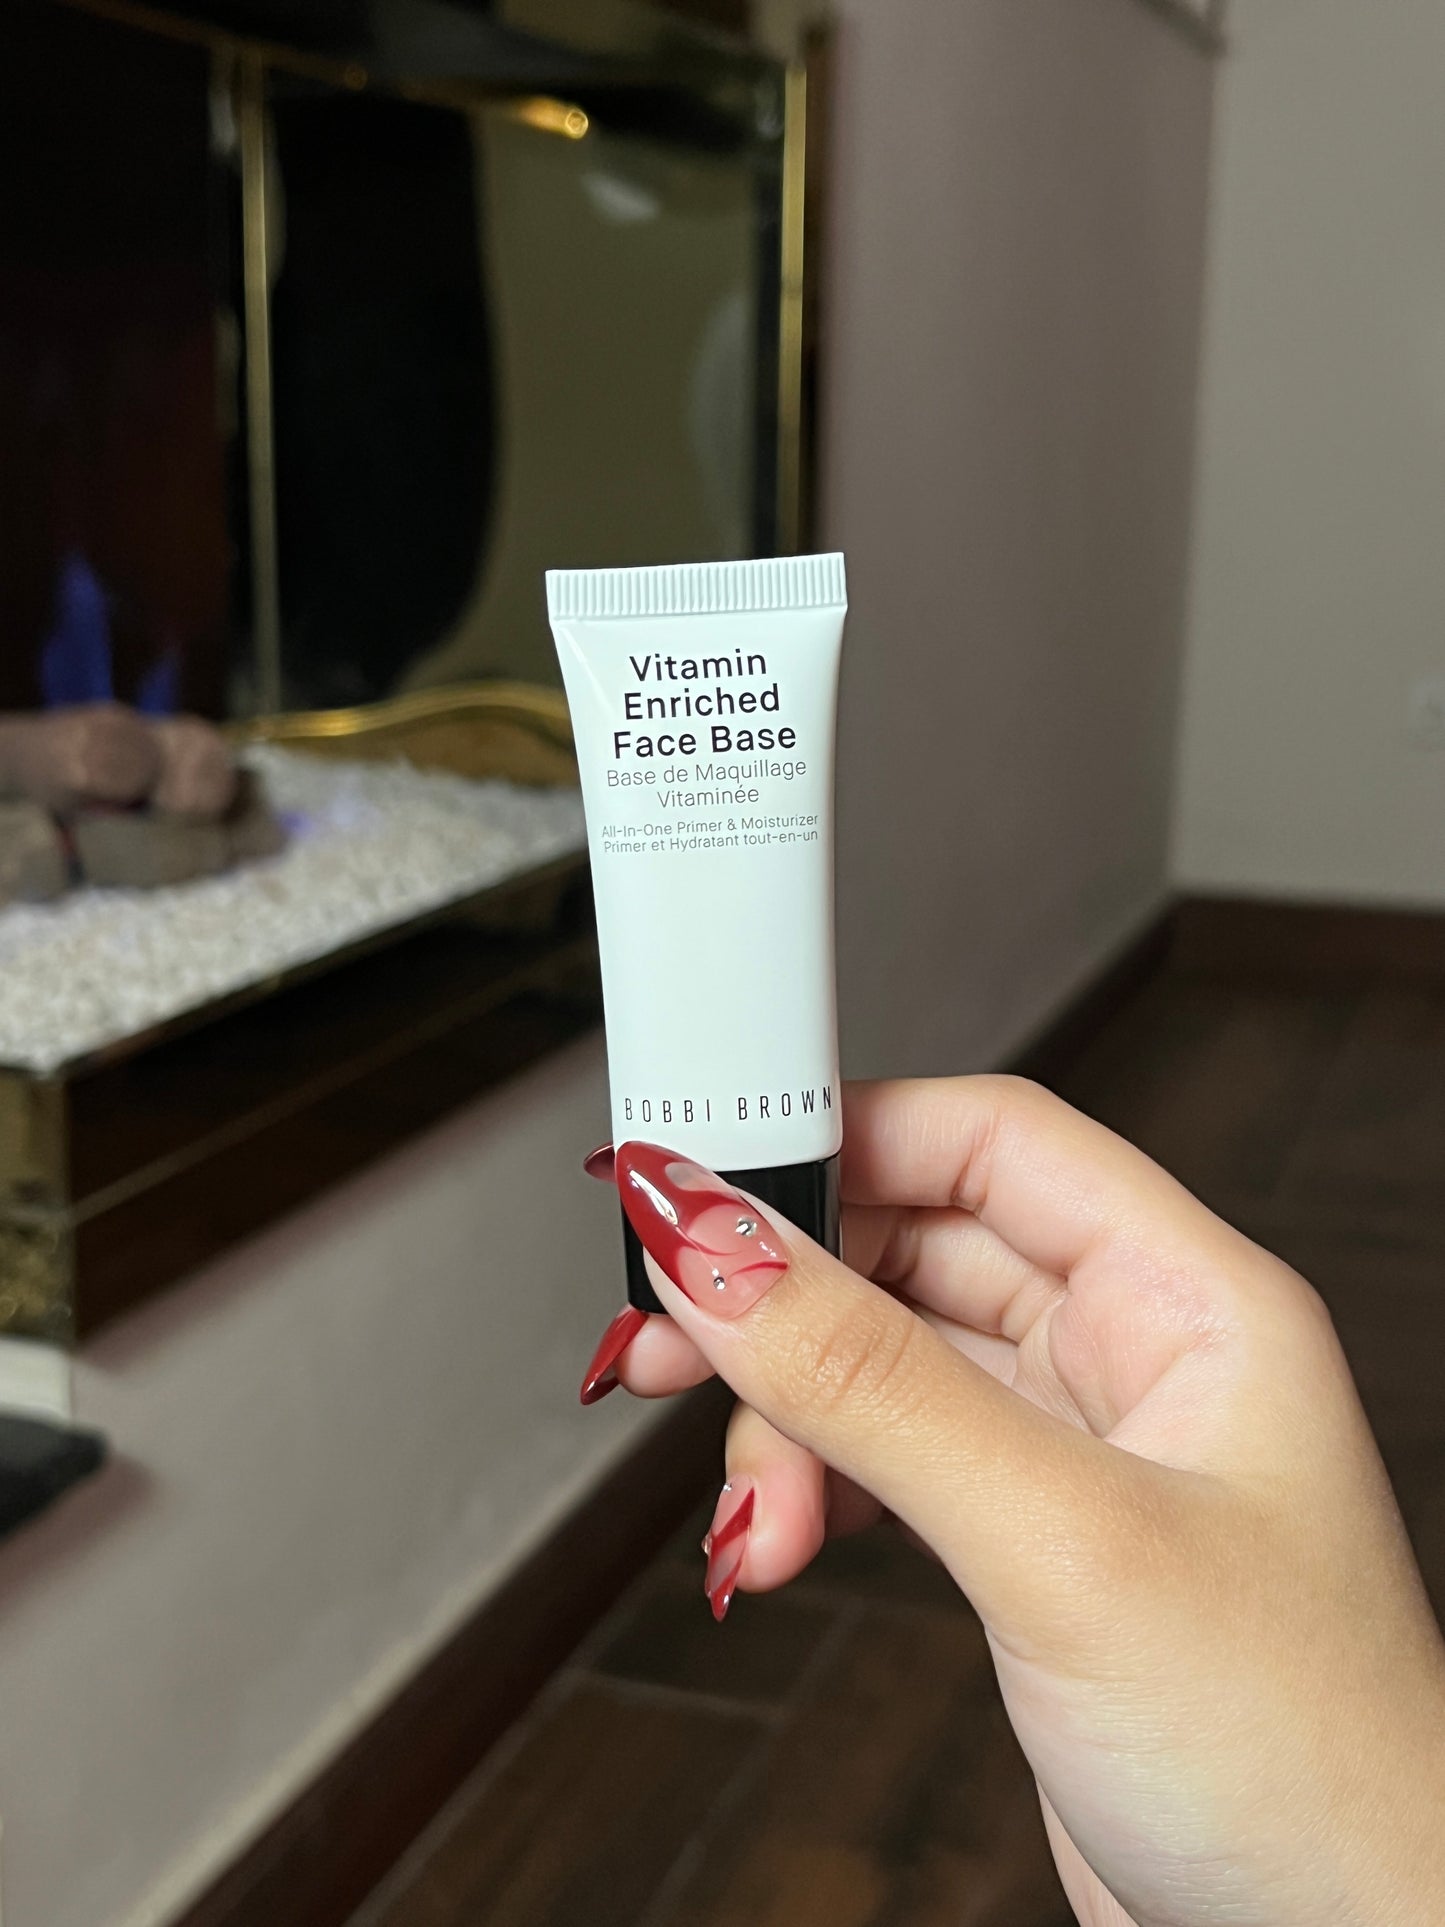 Vitamin
Enriched
Face Base
Base de Maquillage
Vitaminée
All-In-One Primer & Moisturizer
Primer et Hydratant tout-en-un
BOBBI BROWN